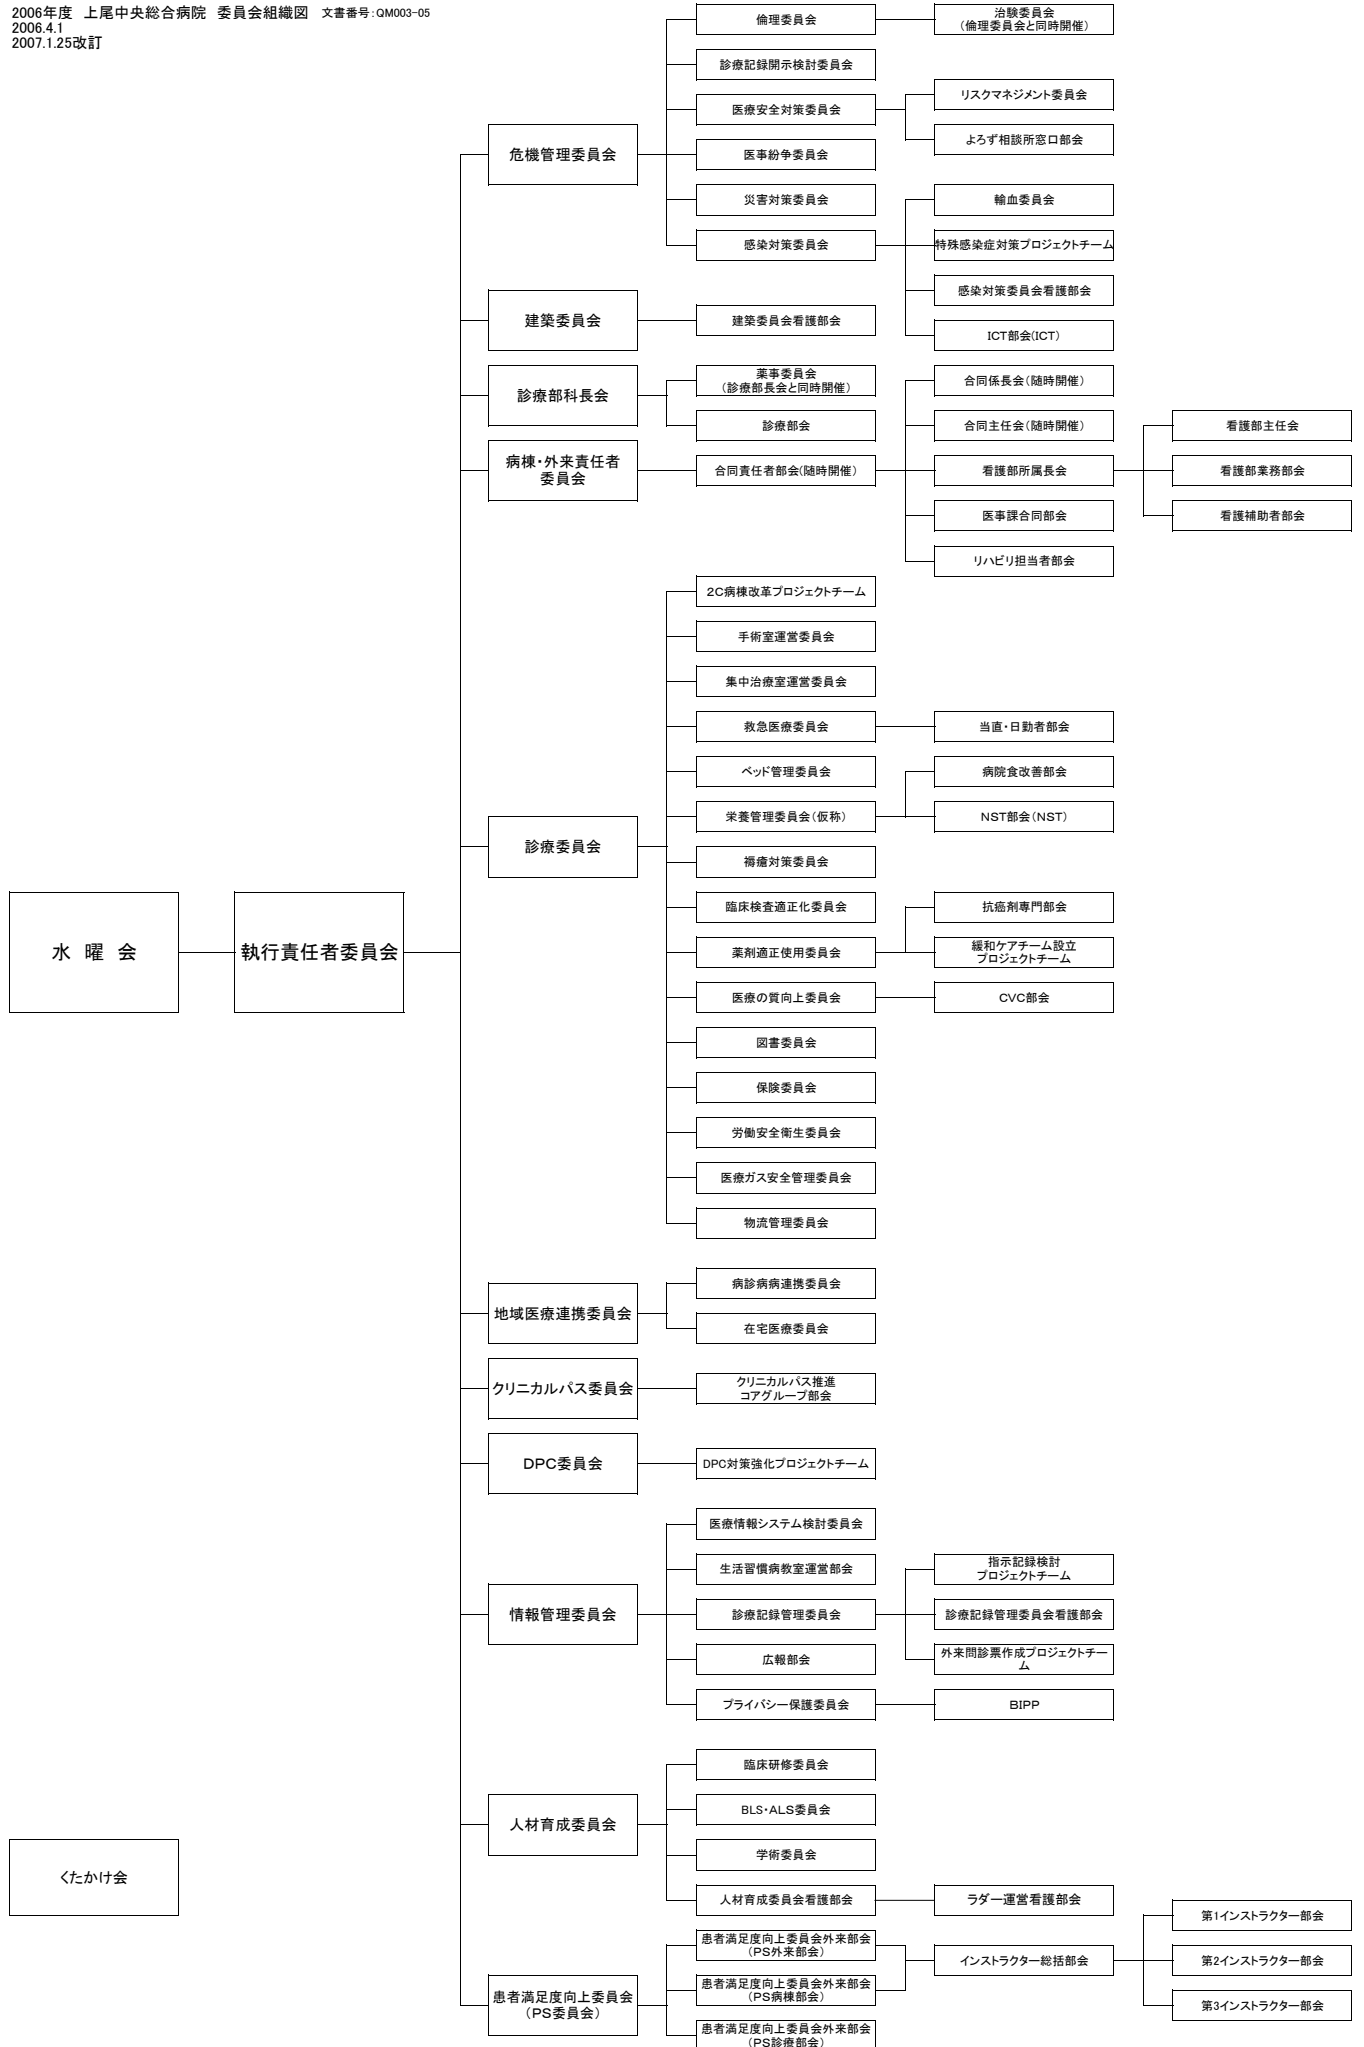 2006年度　上尾中央総合病院　委員会組織図　文書番号：QM003-05
2006.4.1
2007.1.25改訂
倫理委員会
治験委員会
（倫理委員会と同時開催）
診療記録開示検討委員会
医療安全対策委員会
リスクマネジメント委員会
よろず相談所窓口部会
危機管理委員会
医事紛争委員会
災害対策委員会
輸血委員会
感染対策委員会
特殊感染症対策プロジェクトチーム
感染対策委員会看護部会
ICT部会(ICT)
建築委員会
建築委員会看護部会
診療部科長会
薬事委員会
（診療部長会と同時開催）
診療部会
病棟・外来責任者
委員会
合同責任者部会(随時開催)
合同係長会(随時開催)
合同主任会(随時開催)
看護部所属長会
医事課合同部会
リハビリ担当者部会
看護部主任会
看護部業務部会
看護補助者部会
2C病棟改革プロジェクトチーム
手術室運営委員会
集中治療室運営委員会
救急医療委員会
当直・日勤者部会
ベッド管理委員会
病院食改善部会
栄養管理委員会(仮称)
NST部会(NST)
診療委員会
褥瘡対策委員会
臨床検査適正化委員会
抗癌剤専門部会
薬剤適正使用委員会
緩和ケアチーム設立
プロジェクトチーム
医療の質向上委員会
CVC部会
図書委員会
保険委員会
労働安全衛生委員会
医療ガス安全管理委員会
物流管理委員会
水　曜　会
執行責任者委員会
地域医療連携委員会
病診病病連携委員会
在宅医療委員会
クリニカルパス委員会
クリニカルパス推進
コアグループ部会
DPC委員会
DPC対策強化プロジェクトチーム
情報管理委員会
医療情報システム検討委員会
生活習慣病教室運営部会
指示記録検討
プロジェクトチーム
診療記録管理委員会
診療記録管理委員会看護部会
広報部会
外来問診票作成プロジェクトチー
ム
プライバシー保護委員会
BIPP
人材育成委員会
臨床研修委員会
BLS・ALS委員会
学術委員会
人材育成委員会看護部会
ラダー運営看護部会
くたかけ会
患者満足度向上委員会
（PS委員会）
患者満足度向上委員会外来部会
（PS外来部会）
患者満足度向上委員会外来部会
（PS病棟部会）
患者満足度向上委員会外来部会
（PS診療部会）
インストラクター総括部会
第1インストラクター部会
第2インストラクター部会
第3インストラクター部会